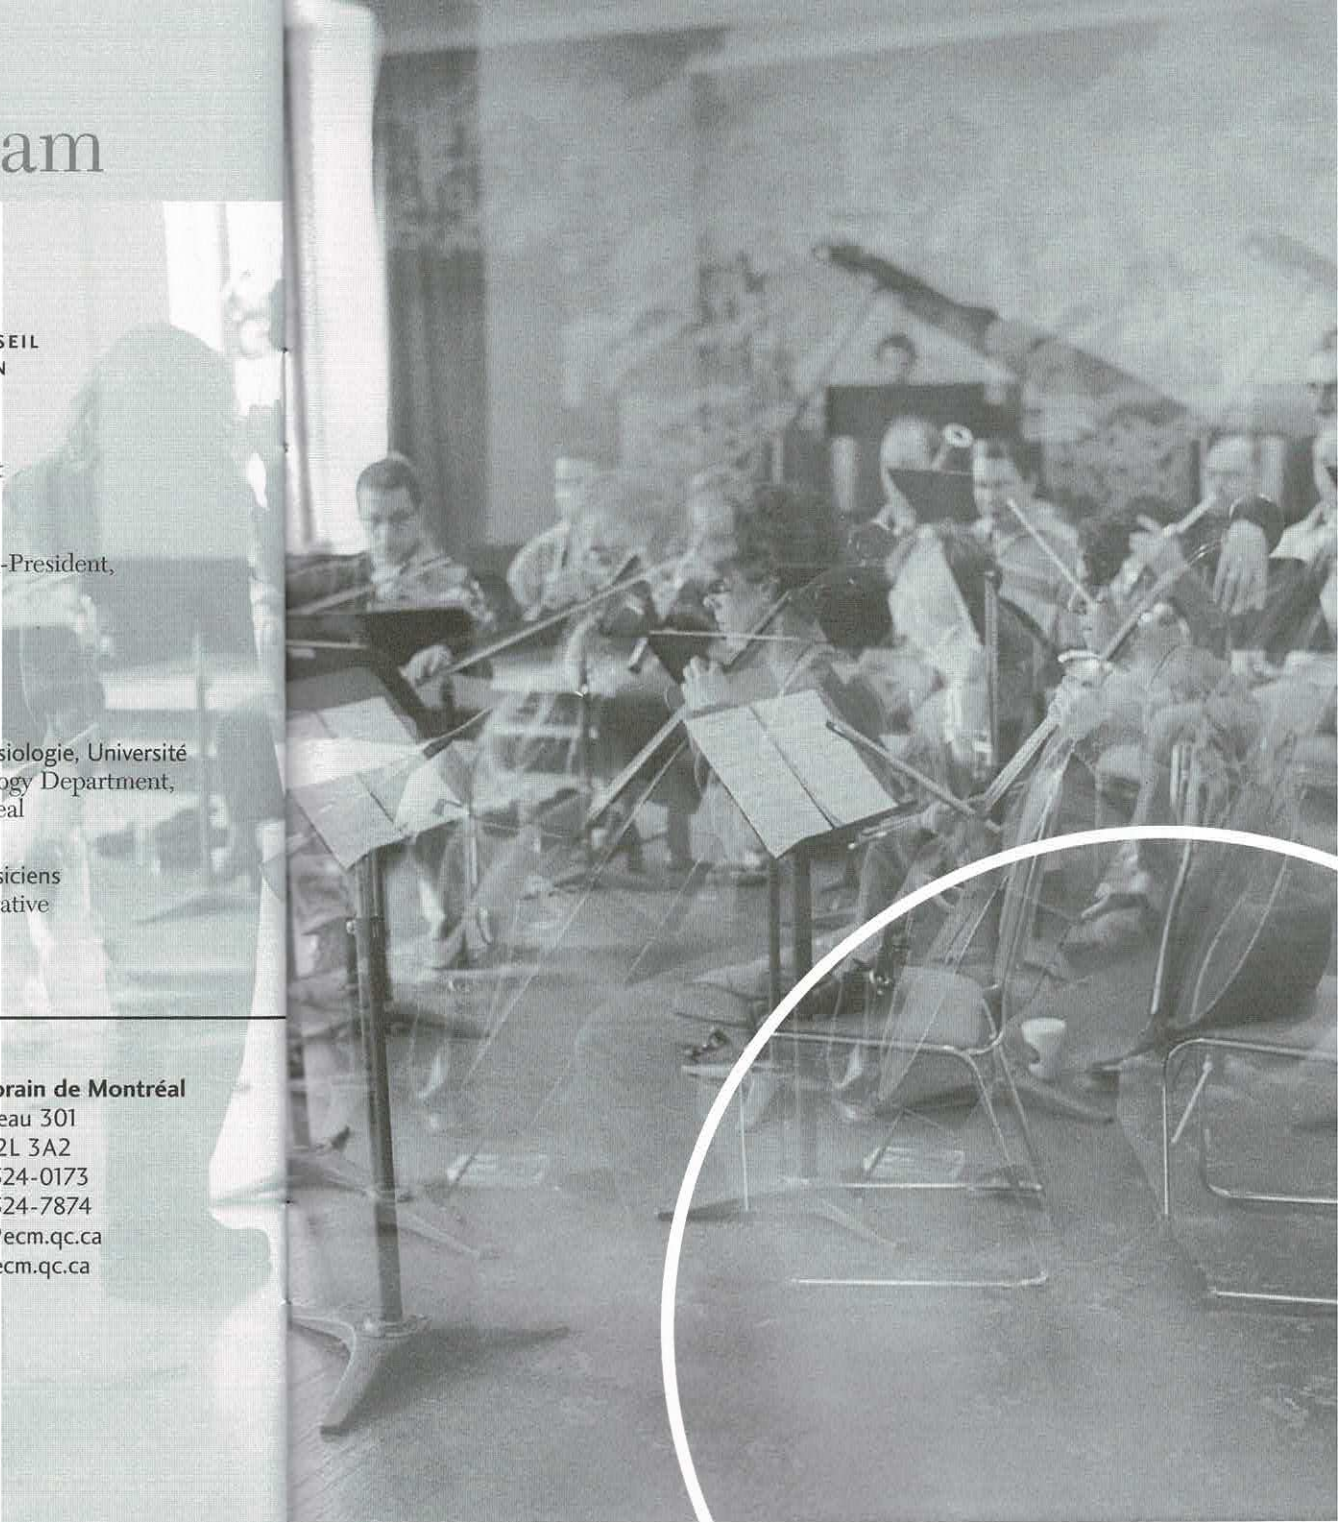 am
SEIL
N
-President,
siologie, Université
ogy Department,
eal
siciens
ative
orain de Montréal
eau 301
2L 3A2
524-0173
524-7874
@ecm.qc.ca
ecm.qc.ca